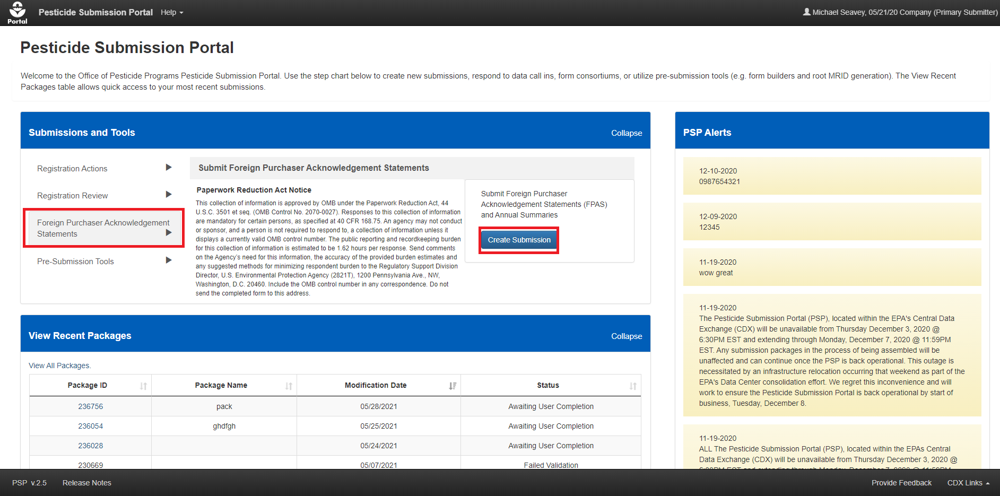 Portal
Pesticide Submission Portal
Help
Michael Seavey, 05/21/20 Company (Primary Submitter)
Pesticide Submission Portal
Welcome to the Office of Pesticide Programs Pesticide Submission Portal. Use the step chart below to create new submissions, respond to data call ins, form consortiums, or utilize pre-submission tools (e.g. form builders and root MRID generation). The View Recent
Packages table allows quick access to your most recent submissions.
Submissions and Tools
Collapse
Registration Actions
Registration Review
Foreign Purchaser Acknowledgement
Statements
Pre-Submission Tools
Submit Foreign Purchaser Acknowledgement Statements
Paperwork Reduction Act Notice
This collection of information is approved by OMB under the Paperwork Reduction Act, 44
U.S.C. 3501 et seq. (OMB Control No. 2070-0027). Responses to this collection of information
are mandatory for certain persons, as specified at 40 CFR 168.75. An agency may not conduct
or sponsor, and a person is not required to respond to, a collection of information unless it
displays a currently valid OMB control number. The public reporting and recordkeeping burden
for this collection of information is estimated to be 1.62 hours per response. Send comments
on the Agency's need for this information, the accuracy of the provided burden estimates and
any suggested methods for minimizing respondent burden to the Regulatory Support Division
Director, U.S. Environmental Protection Agency (2821T), 1200 Pennsylvania Ave., NW,
Washington, D.C. 20460. Include the OMB control number in any correspondence. Do not
send the completed form to this address.
Submit Foreign Purchaser
Acknowledgement Statements (FPAS)
and Annual Summaries
Create Submission
View Recent Packages
Collapse
View All Packages.
Package ID Package Name Modification Date Status
236756 pack 05/28/2021 Awaiting User Completion
236054 ghdfgh 05/25/2021 Awaiting User Completion
236028 05/24/2021 Awaiting User Completion
230669 05/07/2021 Failed Validation
PSP Alerts
12-10-2020
0987654321
12-09-2020
12345
11-19-2020
wow great
11-19-2020
The Pesticide Submission Portal (PSP), located within the EPA's Central Data
Exchange (CDX) will be unavailable from Thursday December 3, 2020 @
6:30PM EST and extending through Monday, December 7, 2020 @ 11:59PM
EST. Any submission packages in the process of being assembled will be
unaffected and can continue once the PSP is back operational. This outage is
necessitated by an infrastructure relocation occurring that weekend as part of the
EPA's Data Center consolidation effort. We regret this inconvenience and will
work to ensure the Pesticide Submission Portal is back operational by start of
business, Tuesday, December 8.
11-19-2020
ALL The Pesticide Submission Portal (PSP), located within the EPAs Central
Data Exchange (CDX) will be unavailable from Thursday December 3, 2020 @
PSP v.2.5
Release Notes
Provide Feedback
CDX Links